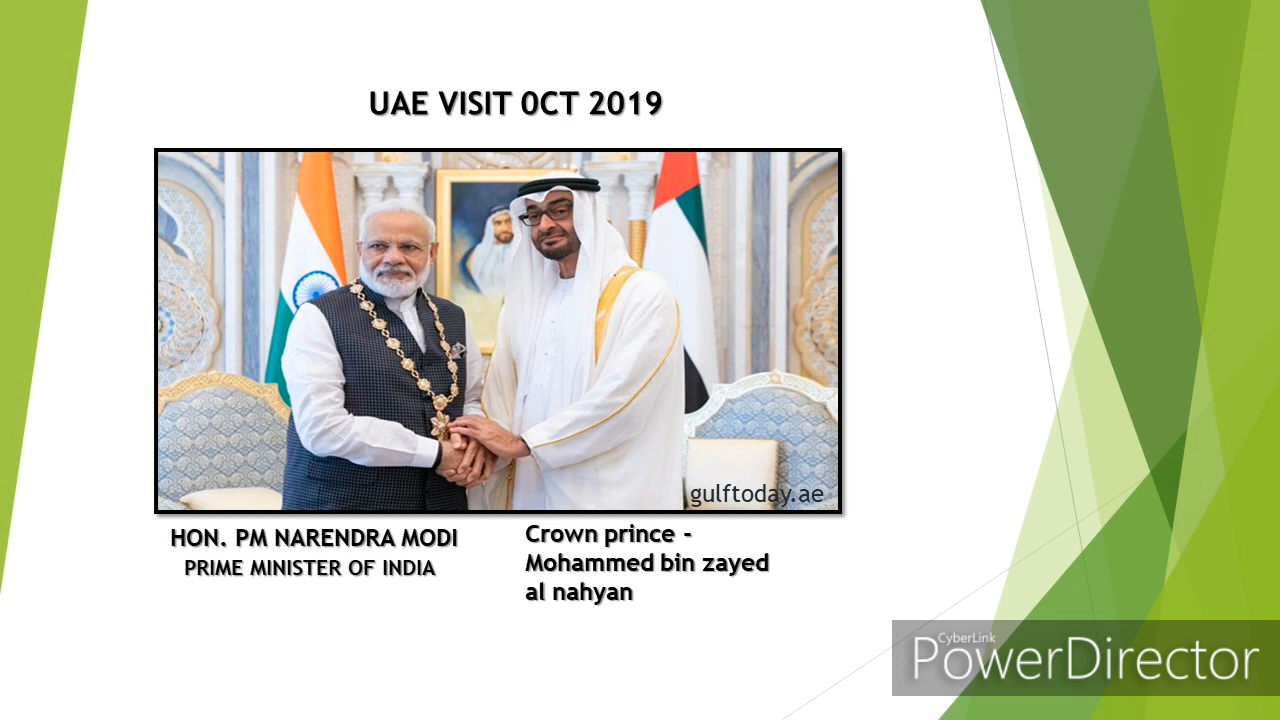 UAE VISIT 0CT 2019
gulftoday.ae
HON. PM NARENDRA MODI
PRIME MINISTER OF INDIA
Crown prince -
Mohammed bin zayed
al nahyan
CyberLink
PowerDirector